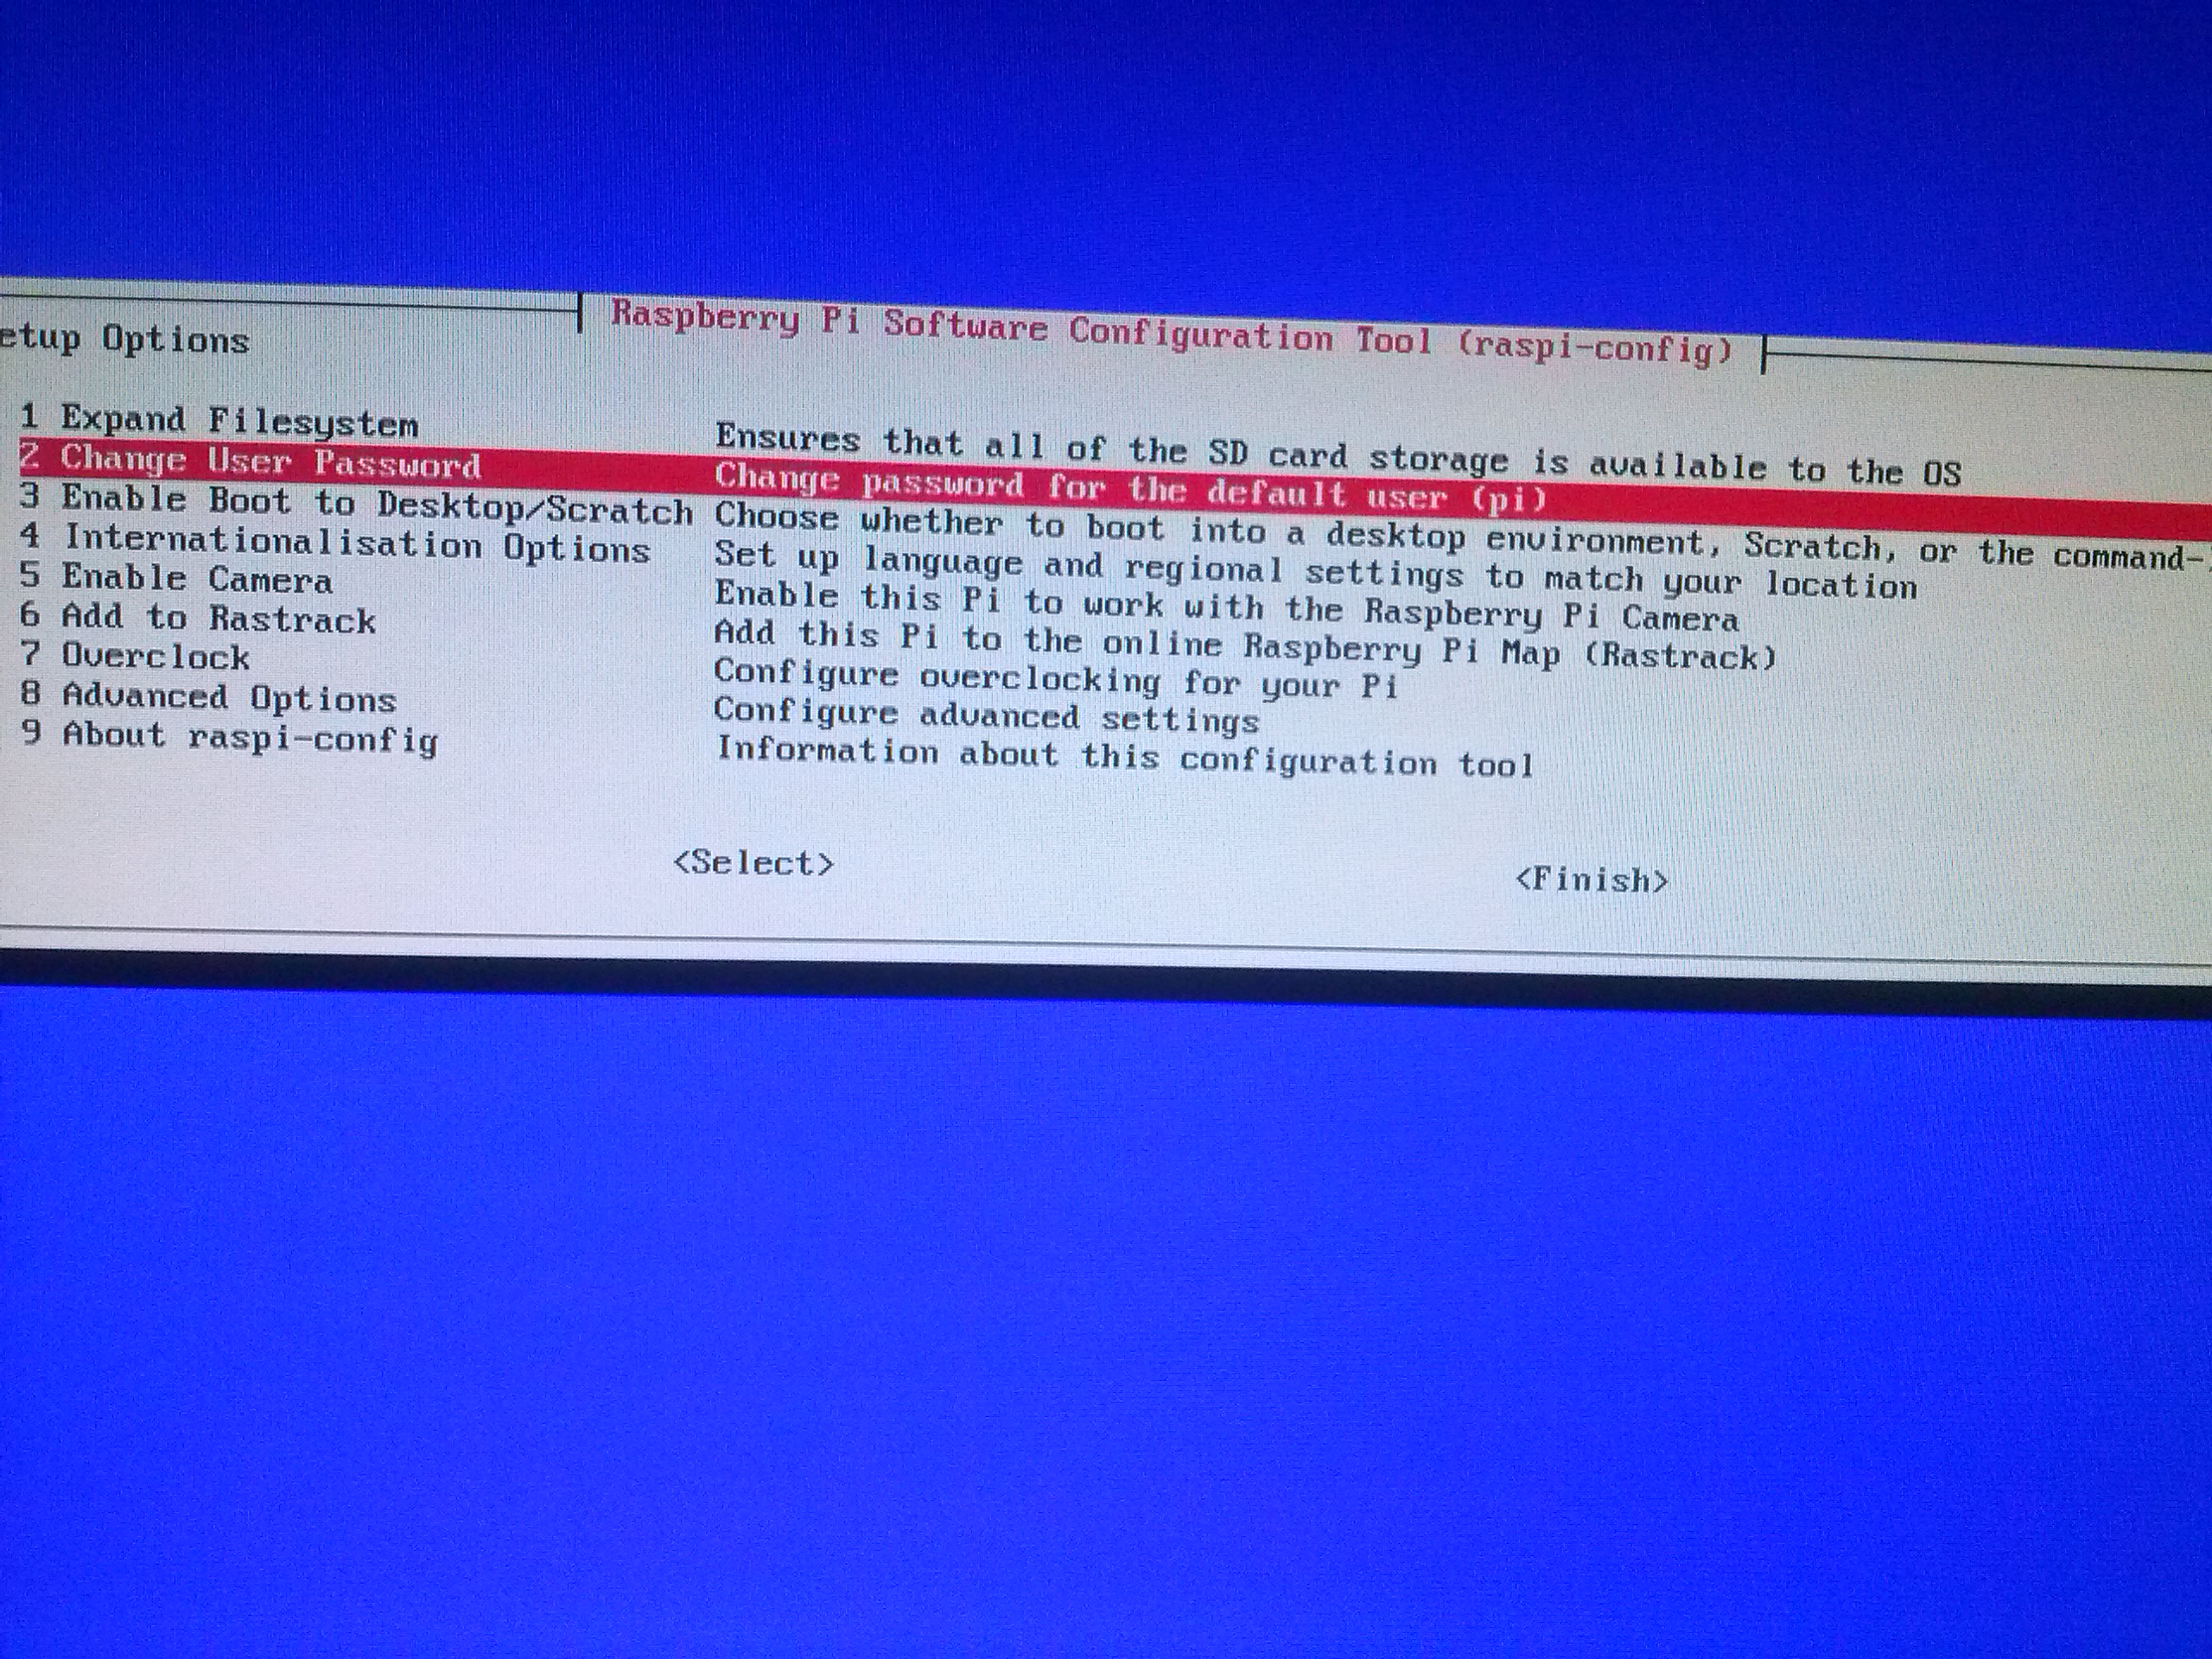 Raspberry Pi Software Configuration Tool (raspi-config)
etup Options
1 Expand Filesystem Ensures that all of the SD card storage is available to the OS
2 Change User Password Change password for the default user (pi)
3 Enable Boot to Desktop/Scratch Choose whether to boot into a desktop environment, Scratch, or the command-
4 Internationalisation Options Set up language and regional settings to match your location
5 Enable Camera Enable this Pi to work with the Raspberry Pi Camera
6 Add to Rastrack Add this Pi to the online Raspberry Pi Map (Rastrack)
7 Overclock Configure overclocking for your Pi
8 Advanced Options Configure advanced settings
9 About raspi-config Information about this configuration tool
<Select> <Finish>